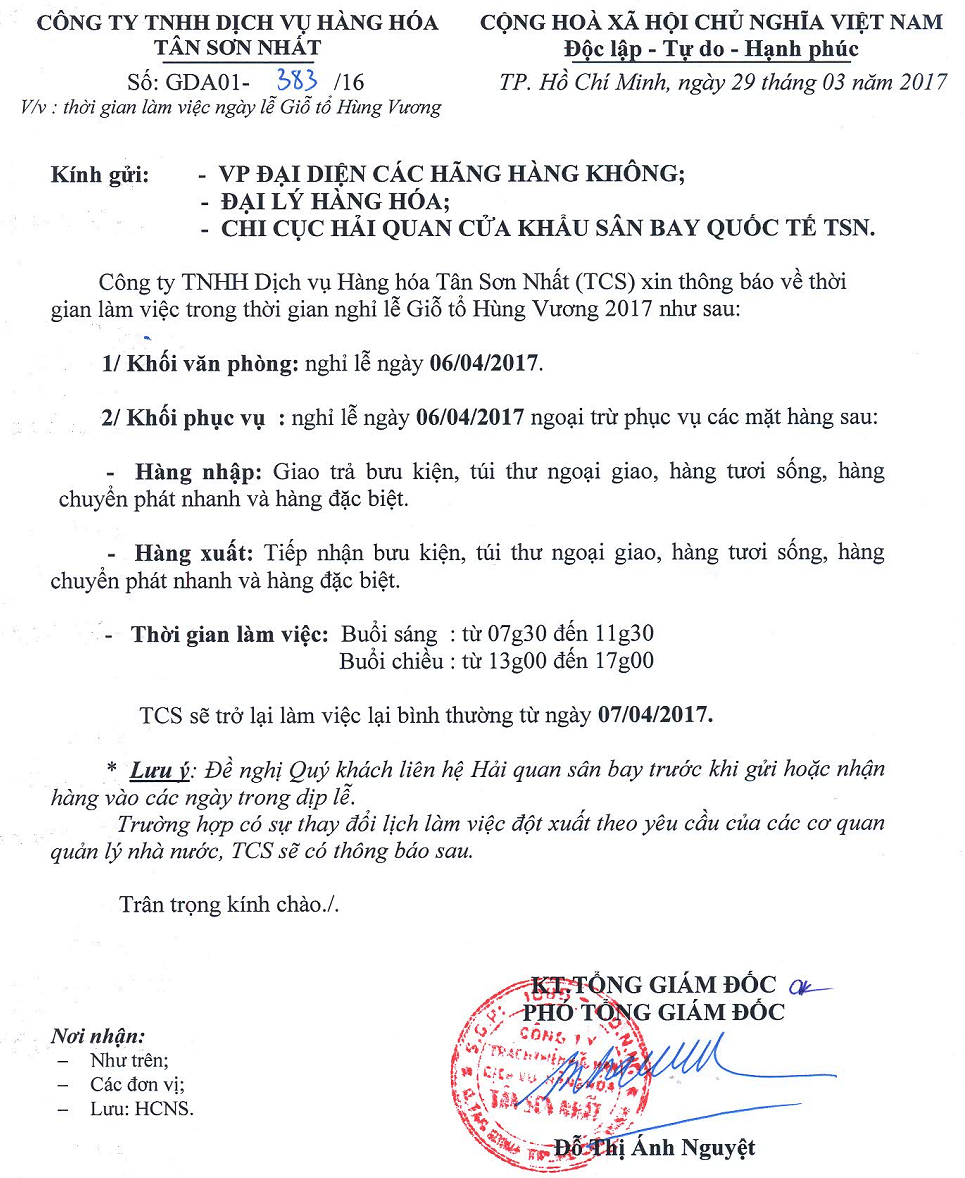 CÔNG TY TNHH DỊCH VỤ HÀNG HÓA
TÂN SƠN NHẤT
Số: GDA01- 383 /16
V/v : thời gian làm việc ngày lễ Giỗ tổ Hùng Vương
CỘNG HOÀ XÃ HỘI CHỦ NGHĨA VIỆT NAM
Độc lập - Tự do - Hạnh phúc
TP. Hồ Chí Minh, ngày 29 tháng 03 năm 2017
Kính gửi: - VP ĐẠI DIỆN CÁC HÃNG HÀNG KHÔNG;
- ĐẠI LÝ HÀNG HÓA;
- CHI CỤC HẢI QUAN CỬA KHẨU SÂN BAY QUỐC TẾ TSN.
Công ty TNHH Dịch vụ Hàng hóa Tân Sơn Nhất (TCS) xin thông báo về thời
gian làm việc trong thời gian nghỉ lễ Giỗ tổ Hùng Vương 2017 như sau:
1/ Khối văn phòng: nghỉ lễ ngày 06/04/2017.
2/ Khối phục vụ : nghỉ lễ ngày 06/04/2017 ngoại trừ phục vụ các mặt hàng sau:
- Hàng nhập: Giao trả bưu kiện, túi thư ngoại giao, hàng tươi sống, hàng
chuyển phát nhanh và hàng đặc biệt.
- Hàng xuất: Tiếp nhận bưu kiện, túi thư ngoại giao, hàng tươi sống, hàng
chuyển phát nhanh và hàng đặc biệt.
- Thời gian làm việc: Buổi sáng : từ 07g30 đến 11g30
Buổi chiều : từ 13g00 đến 17g00
TCS sẽ trở lại làm việc lại bình thường từ ngày 07/04/2017.
* Lưu ý: Đề nghị Quý khách liên hệ Hải quan sân bay trước khi gửi hoặc nhận
hàng vào các ngày trong dịp lễ.
Trường hợp có sự thay đổi lịch làm việc đột xuất theo yêu cầu của các cơ quan
quản lý nhà nước, TCS sẽ có thông báo sau.
Trân trọng kính chào./.
KT.TỔNG GIÁM ĐỐC
PHÓ TỔNG GIÁM ĐỐC
Nơi nhận:
– Như trên;
– Các đơn vị;
– Lưu: HCNS.
CÔNG TY
TÂN SƠN NHẤT
Đỗ Thị Ánh Nguyệt